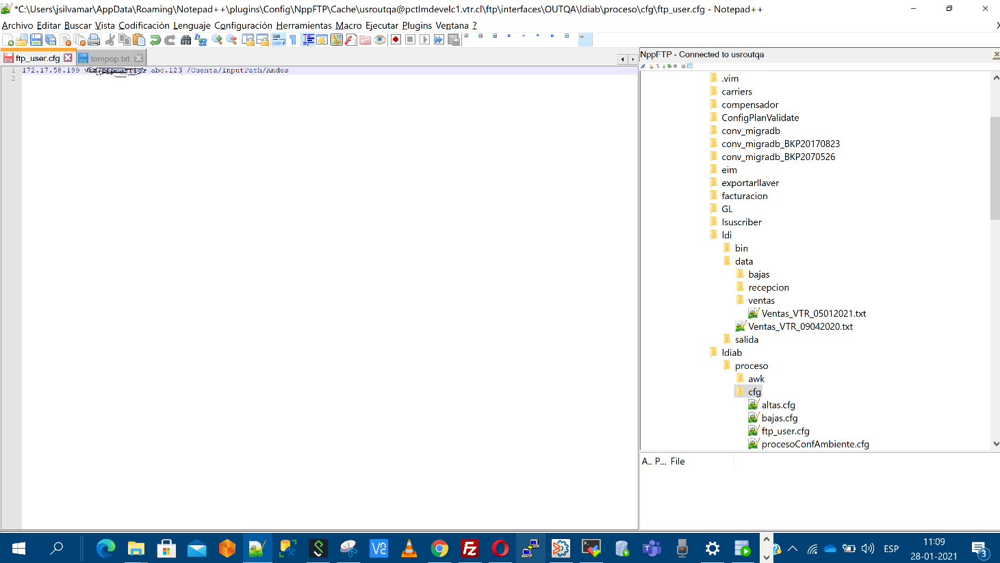 *C:\Users\jsilvamar\AppData\Roaming\Notepad++\plugins\Config\NppFTP\Cache\usroutqa@pctlmdevelc1.vtr.cl\ftp\interfaces\OUTQA\ldiab\proceso\cfg\ftp_user.cfg - Notepad++
Archivo Editar Buscar Vista Codificación Lenguaje Configuración Herramientas Macro Ejecutar Plugins Ventana ?
ftp_user.cfg
tempop.txt
1 172.17.58.199 abc.123 /Cuenta/InputPath/Andes
2
NppFTP - Connected to usroutqa
.vim
carriers
compensador
ConfigPlanValidate
conv_migradb
conv_migradb_BKP20170823
conv_migradb_BKP2070526
eim
exportarllaver
facturacion
GL
lsuscriber
ldi
bin
data
bajas
recepcion
ventas
Ventas_VTR_05012021.txt
Ventas_VTR_09042020.txt
salida
ldiab
proceso
awk
cfg
altas.cfg
bajas.cfg
ftp_user.cfg
procesoConfAmbiente.cfg
A.. P... File
ESP
11:09
28-01-2021
3